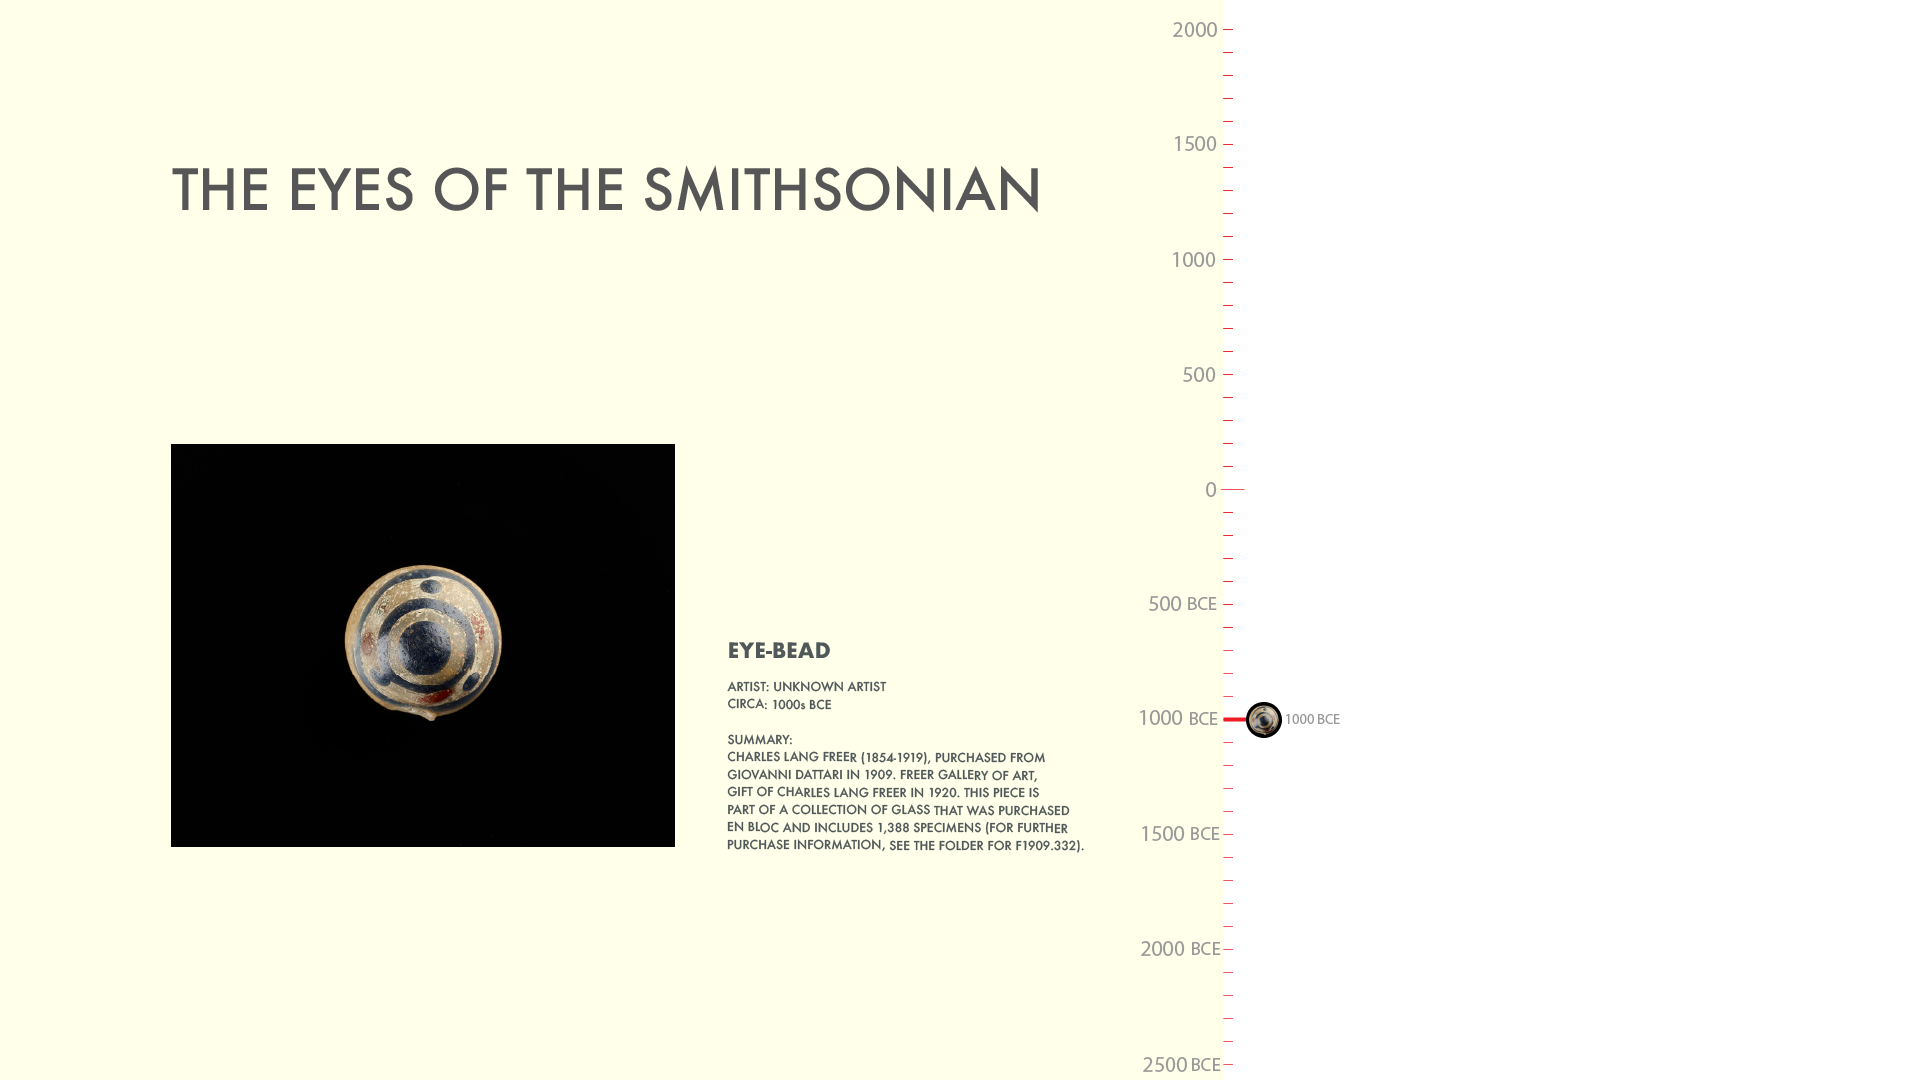 THE EYES OF THE SMITHSONIAN
EYE-BEAD
ARTIST: UNKNOWN ARTIST
CIRCA: 1000s BCE
SUMMARY:
CHARLES LANG FREER (1854-1919), PURCHASED FROM
GIOVANNI DATTARI IN 1909. FREER GALLERY OF ART,
GIFT OF CHARLES LANG FREER IN 1920. THIS PIECE IS
PART OF A COLLECTION OF GLASS THAT WAS PURCHASED
EN BLOC AND INCLUDES 1,388 SPECIMENS (FOR FURTHER
PURCHASE INFORMATION, SEE THE FOLDER FOR F1909.332).
2000
1500
1000
500
0
500 BCE
1000 BCE
1000 BCE
1500 BCE
2000 BCE
2500 BCE